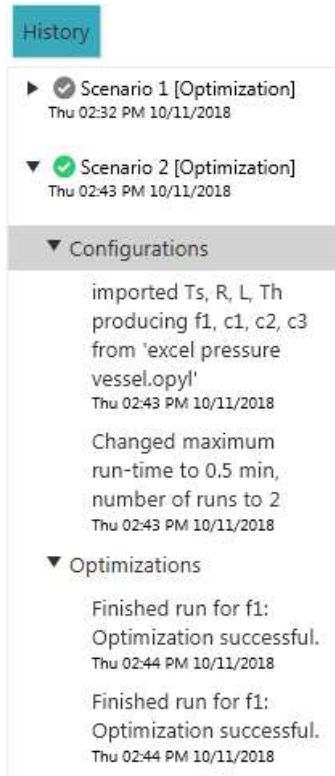 History
Scenario 1 [Optimization]
Thu 02:32 PM 10/11/2018
Scenario 2 [Optimization]
Thu 02:43 PM 10/11/2018
Configurations
imported Ts, R, L, Th
producing f1, c1, c2, c3
from 'excel pressure
vessel.opyl'
Thu 02:43 PM 10/11/2018
Changed maximum
run-time to 0.5 min,
number of runs to 2
Thu 02:43 PM 10/11/2018
Optimizations
Finished run for f1:
Optimization successful.
Thu 02:44 PM 10/11/2018
Finished run for f1:
Optimization successful.
Thu 02:44 PM 10/11/2018